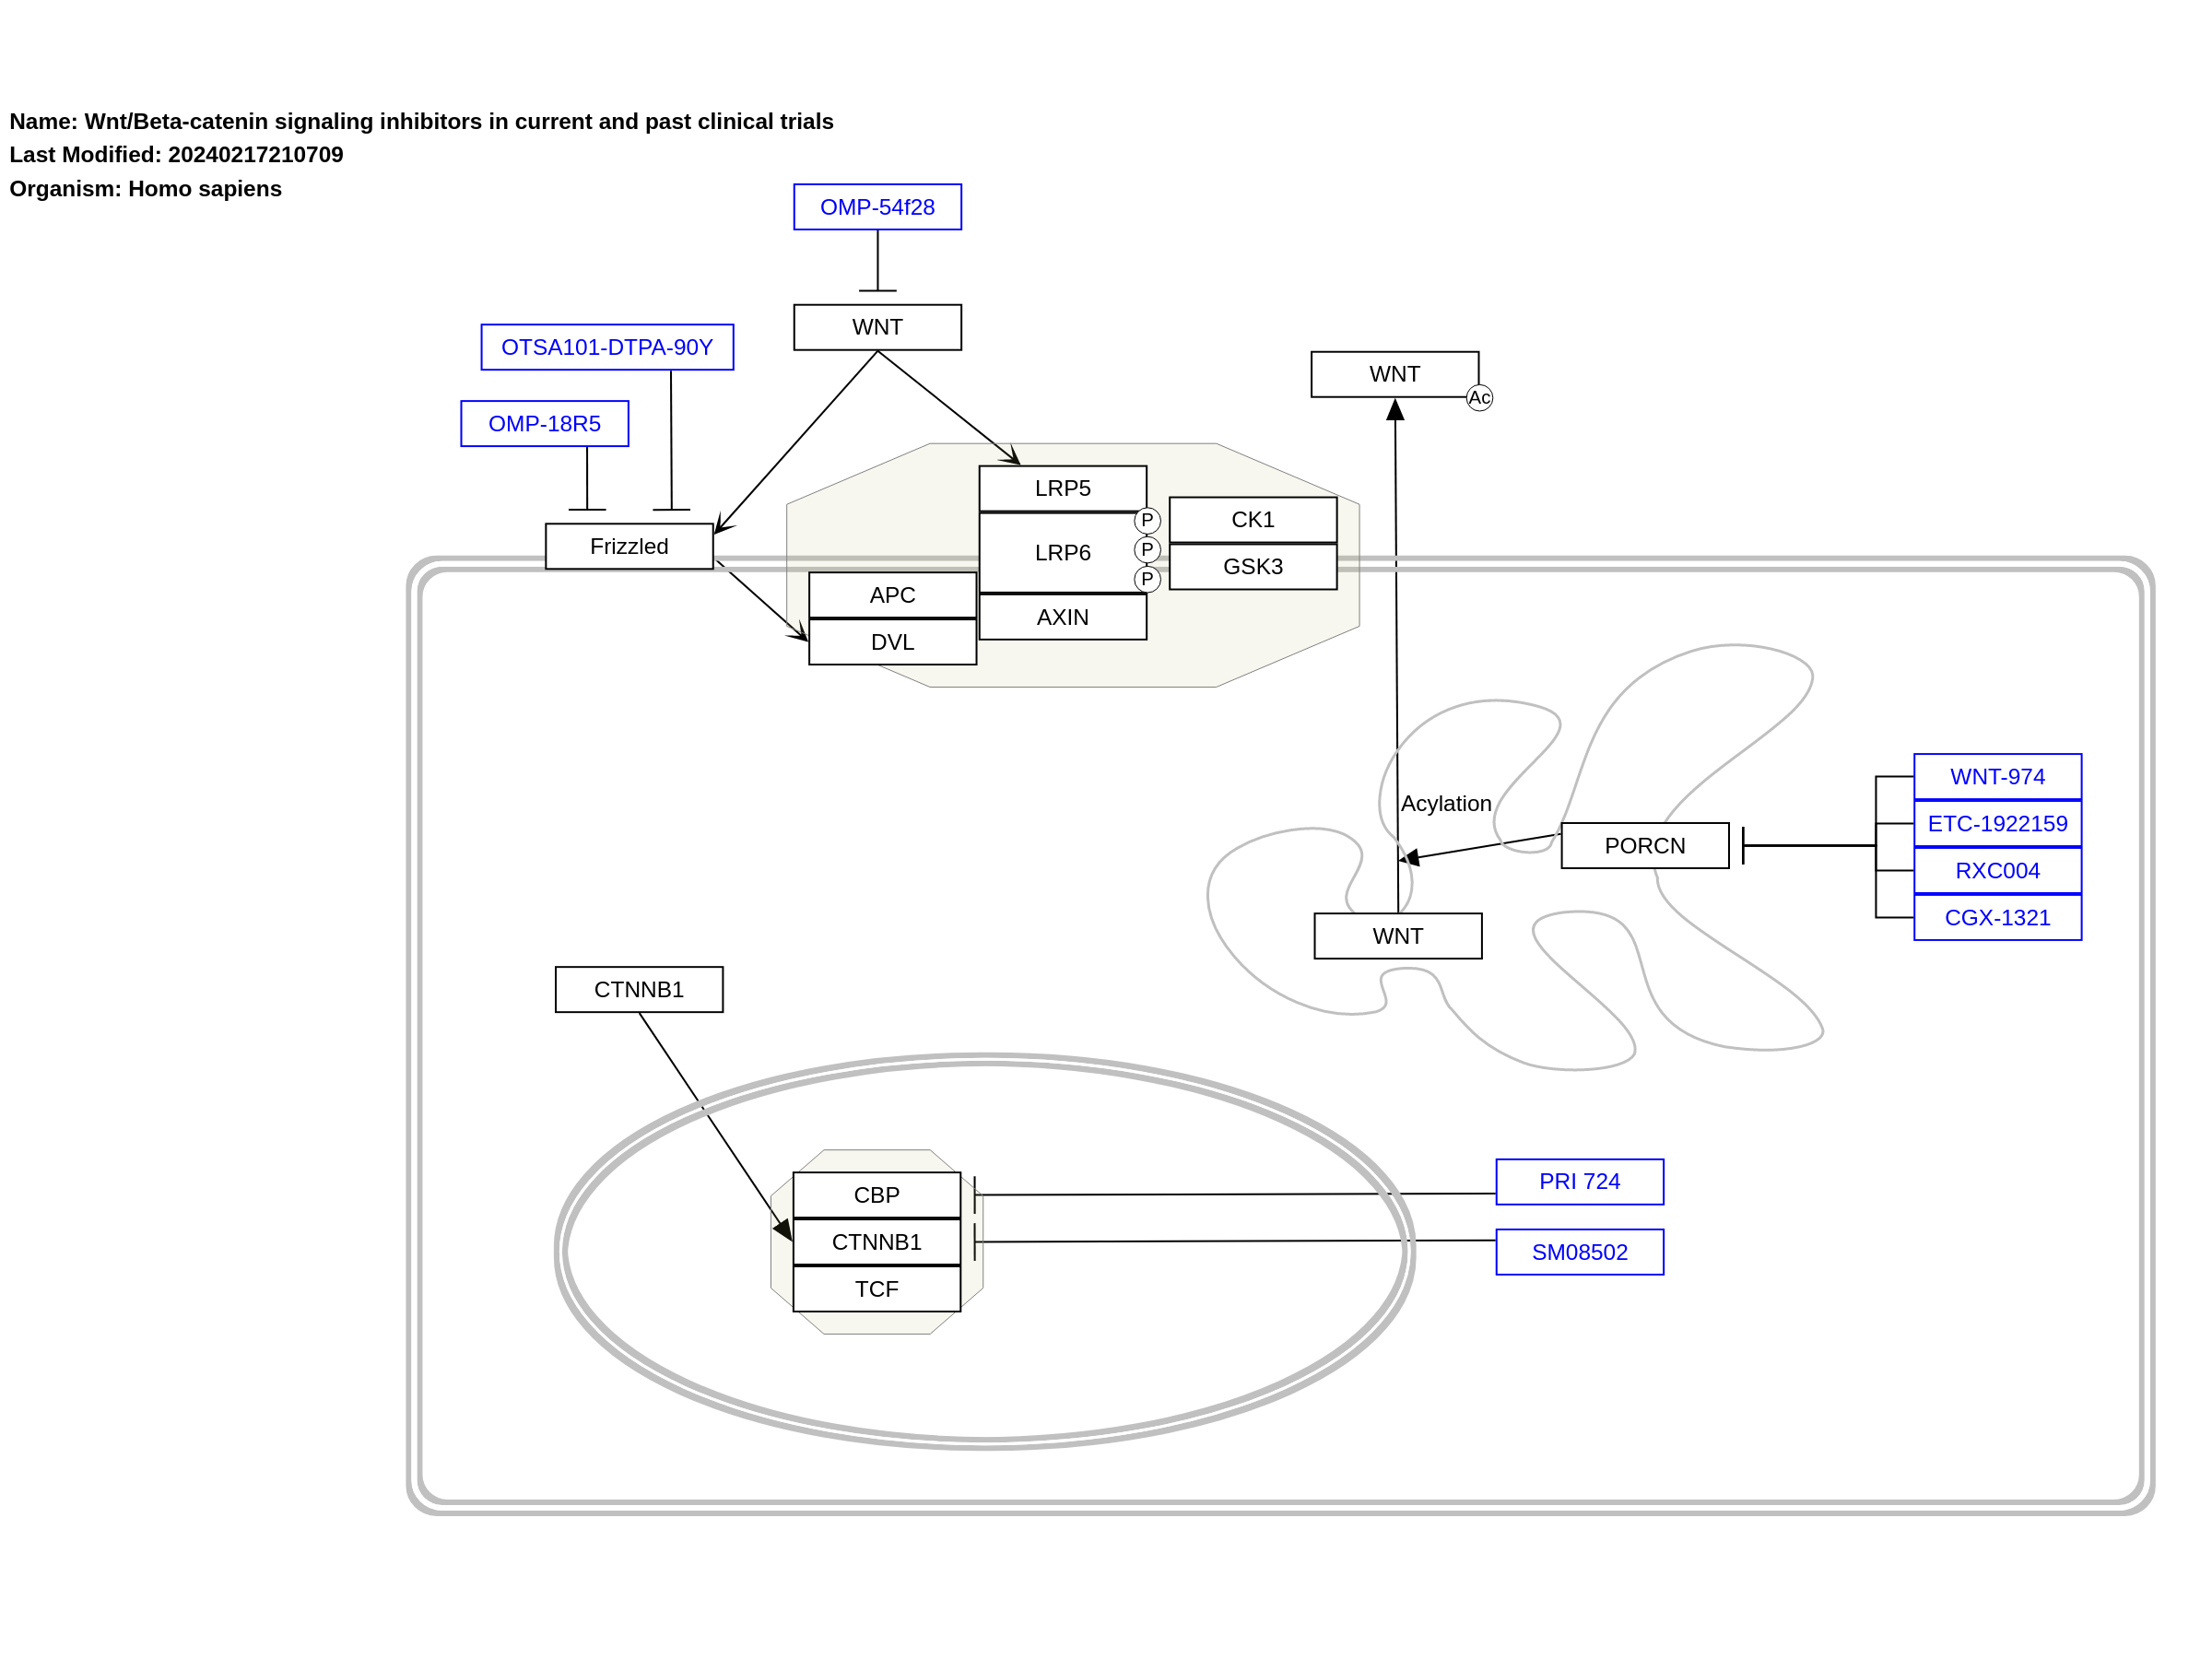 Name: Wnt/Beta-catenin signaling inhibitors in current and past clinical trials
Last Modified: 20240217210709
Organism: Homo sapiens
OMP-54f28
WNT
OTSA101-DTPA-90Y
OMP-18R5
Frizzled
WNT
Ac
LRP5
LRP6
P
P
P
CK1
GSK3
APC
DVL
AXIN
Acylation
PORCN
WNT
WNT-974
ETC-1922159
RXC004
CGX-1321
CTNNB1
CBP
CTNNB1
TCF
PRI 724
SM08502